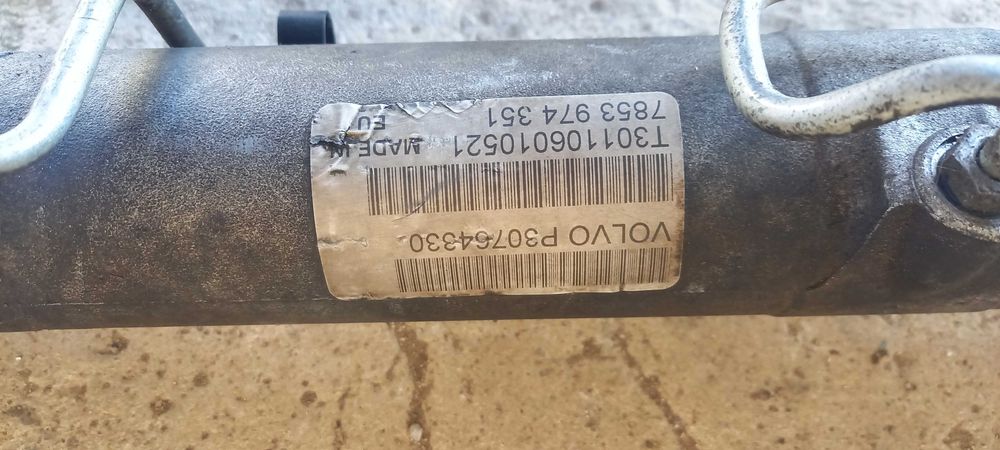 VOLVO P30764330
T301106010521
MADE IN
EU
7853 974 351